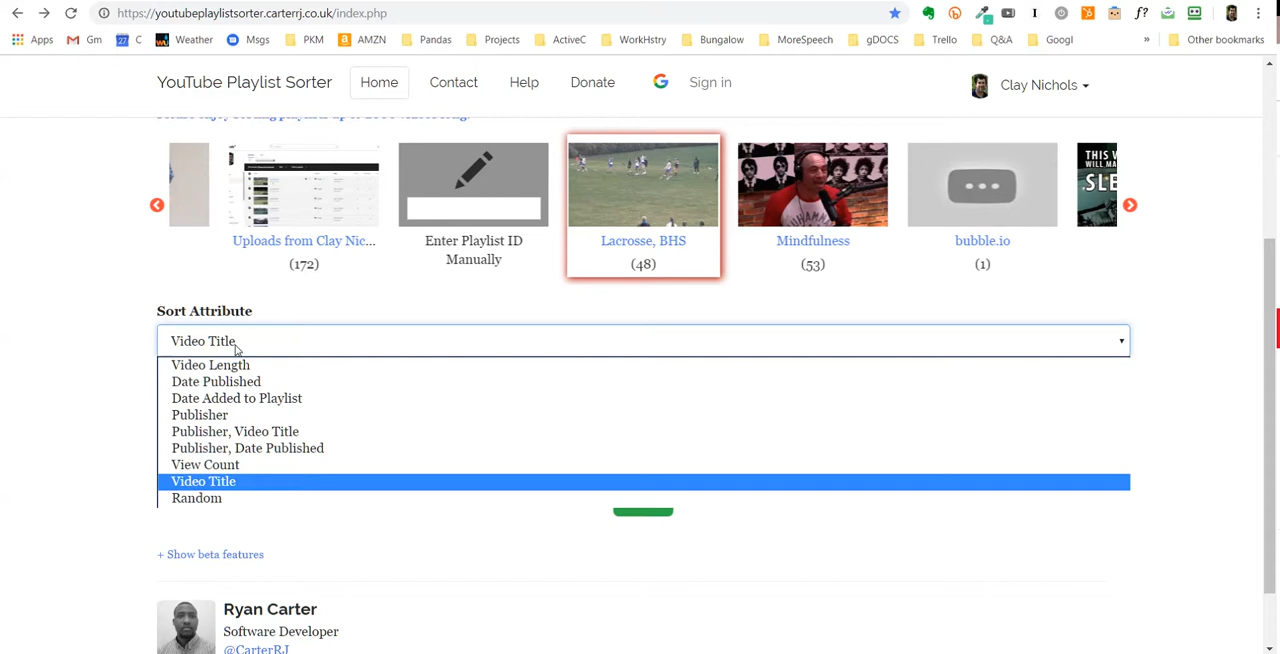 https://youtubeplaylistsorter.carterrj.co.uk/index.php
Apps Gm C Weather Msgs PKM AMZN Pandas Projects ActiveC WorkHstry Bungalow MoreSpeech gDOCS Trello Q&A Googl » Other bookmarks
YouTube Playlist Sorter Home Contact Help Donate Sign in Clay Nichols
Uploads from Clay Nic...
(172)
Enter Playlist ID
Manually
Lacrosse, BHS
(48)
Mindfulness
(53)
bubble.io
(1)
THIS
WILL MA
SLE
Sort Attribute
Video Title
Video Length
Date Published
Date Added to Playlist
Publisher
Publisher, Video Title
Publisher, Date Published
View Count
Video Title
Random
+ Show beta features
Ryan Carter
Software Developer
@CarterRJ